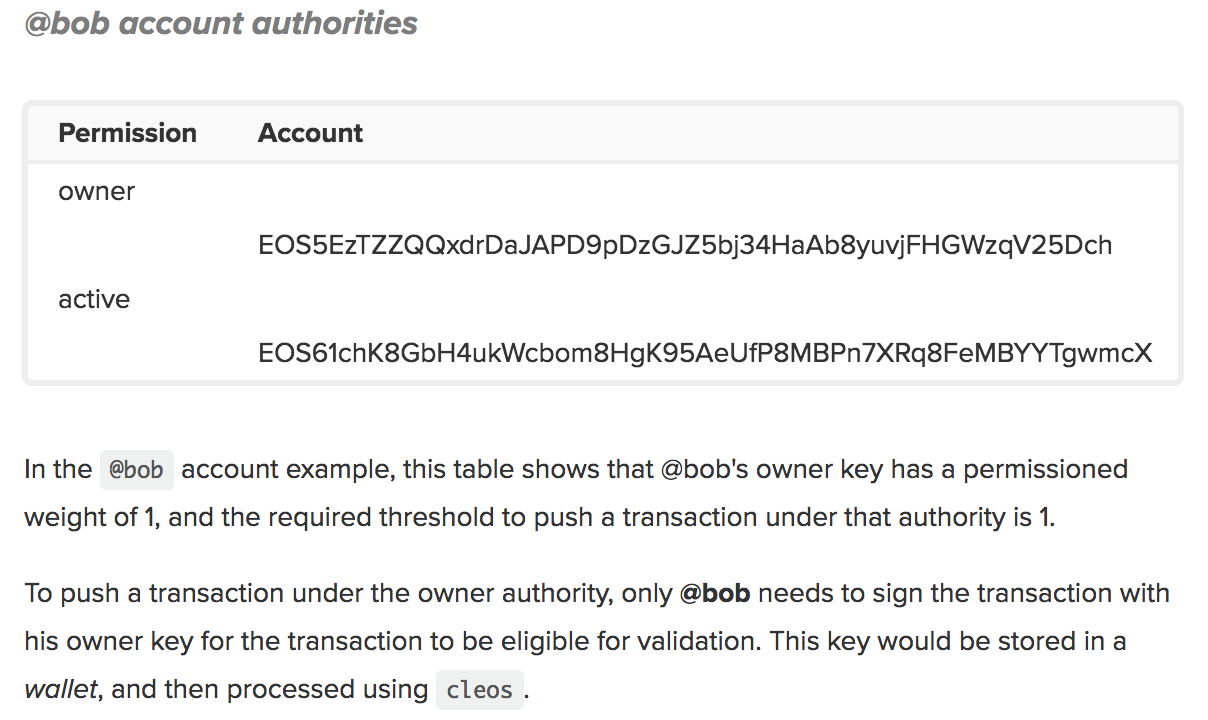 @bob account authorities
Permission Account
owner
EOS5EzTZZQQxdrDaJAPD9pDzGJZ5bj34HaAb8yuvjFHGWzqV25Dch
active
EOS61chK8GbH4ukWcbom8HgK95AeUfP8MBPn7XRq8FeMBYYTgwmcX
In the @bob account example, this table shows that @bob's owner key has a permissioned
weight of 1, and the required threshold to push a transaction under that authority is 1.
To push a transaction under the owner authority, only @bob needs to sign the transaction with
his owner key for the transaction to be eligible for validation. This key would be stored in a
wallet, and then processed using cleos .